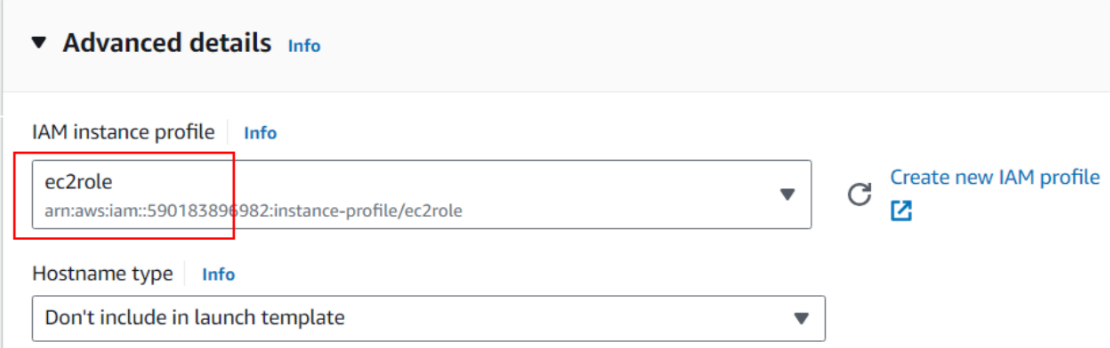 Advanced details Info
IAM instance profile Info
ec2role
arn:aws:iam::590183896982:instance-profile/ec2role
Create new IAM profile
Hostname type Info
Don't include in launch template